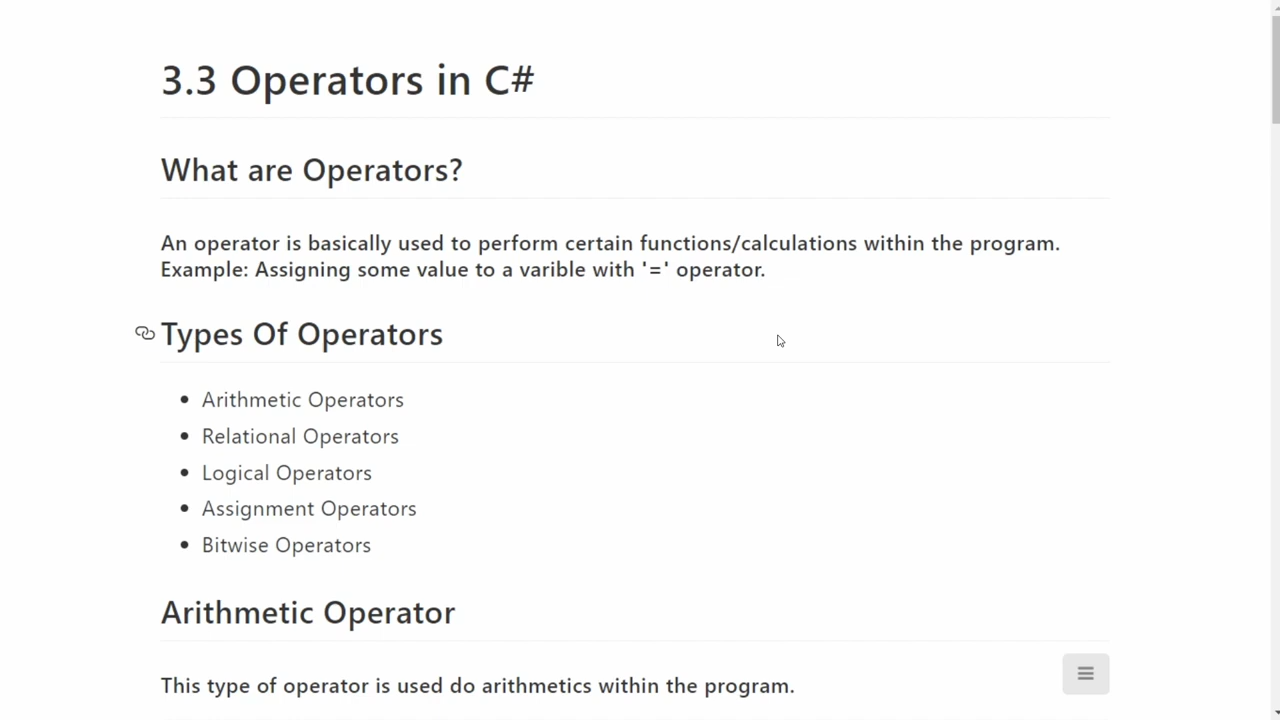 3.3 Operators in C#
What are Operators?
An operator is basically used to perform certain functions/calculations within the program.
Example: Assigning some value to a varible with '=' operator.
Types Of Operators
• Arithmetic Operators
• Relational Operators
• Logical Operators
• Assignment Operators
• Bitwise Operators
Arithmetic Operator
This type of operator is used do arithmetics within the program.